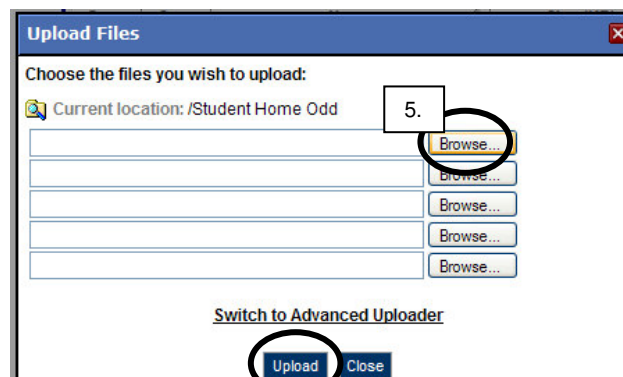 Upload Files
Choose the files you wish to upload:
Current location: /Student Home Odd
5.
Browse...
Browse...
Browse...
Browse...
Browse...
Switch to Advanced Uploader
Upload Close